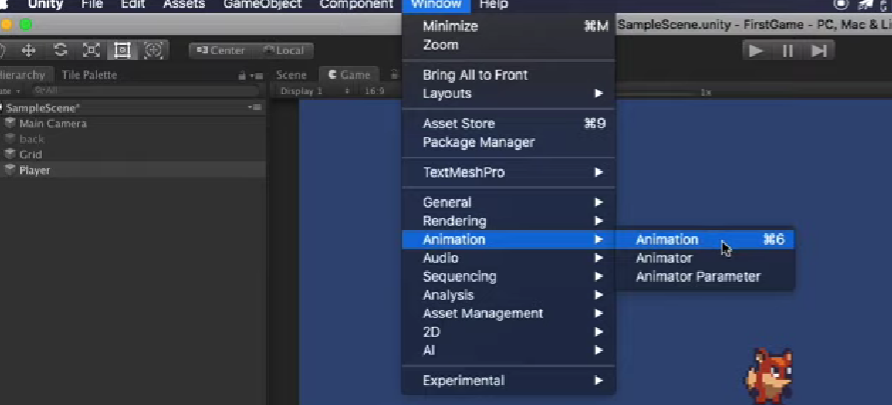 Unity File Edit Assets GameObject Component Window Help
SampleScene.unity - FirstGame - PC, Mac & Li
Center Local
Hierarchy Tile Palette
Scene Game
All
Display 1 16:9 1x
SampleScene*
Main Camera
back
Grid
Player
Minimize ⌘M
Zoom
Bring All to Front
Layouts
Asset Store ⌘9
Package Manager
TextMeshPro
General
Rendering
Animation
Audio
Sequencing
Analysis
Asset Management
2D
AI
Experimental
Animation ⌘6
Animator
Animator Parameter